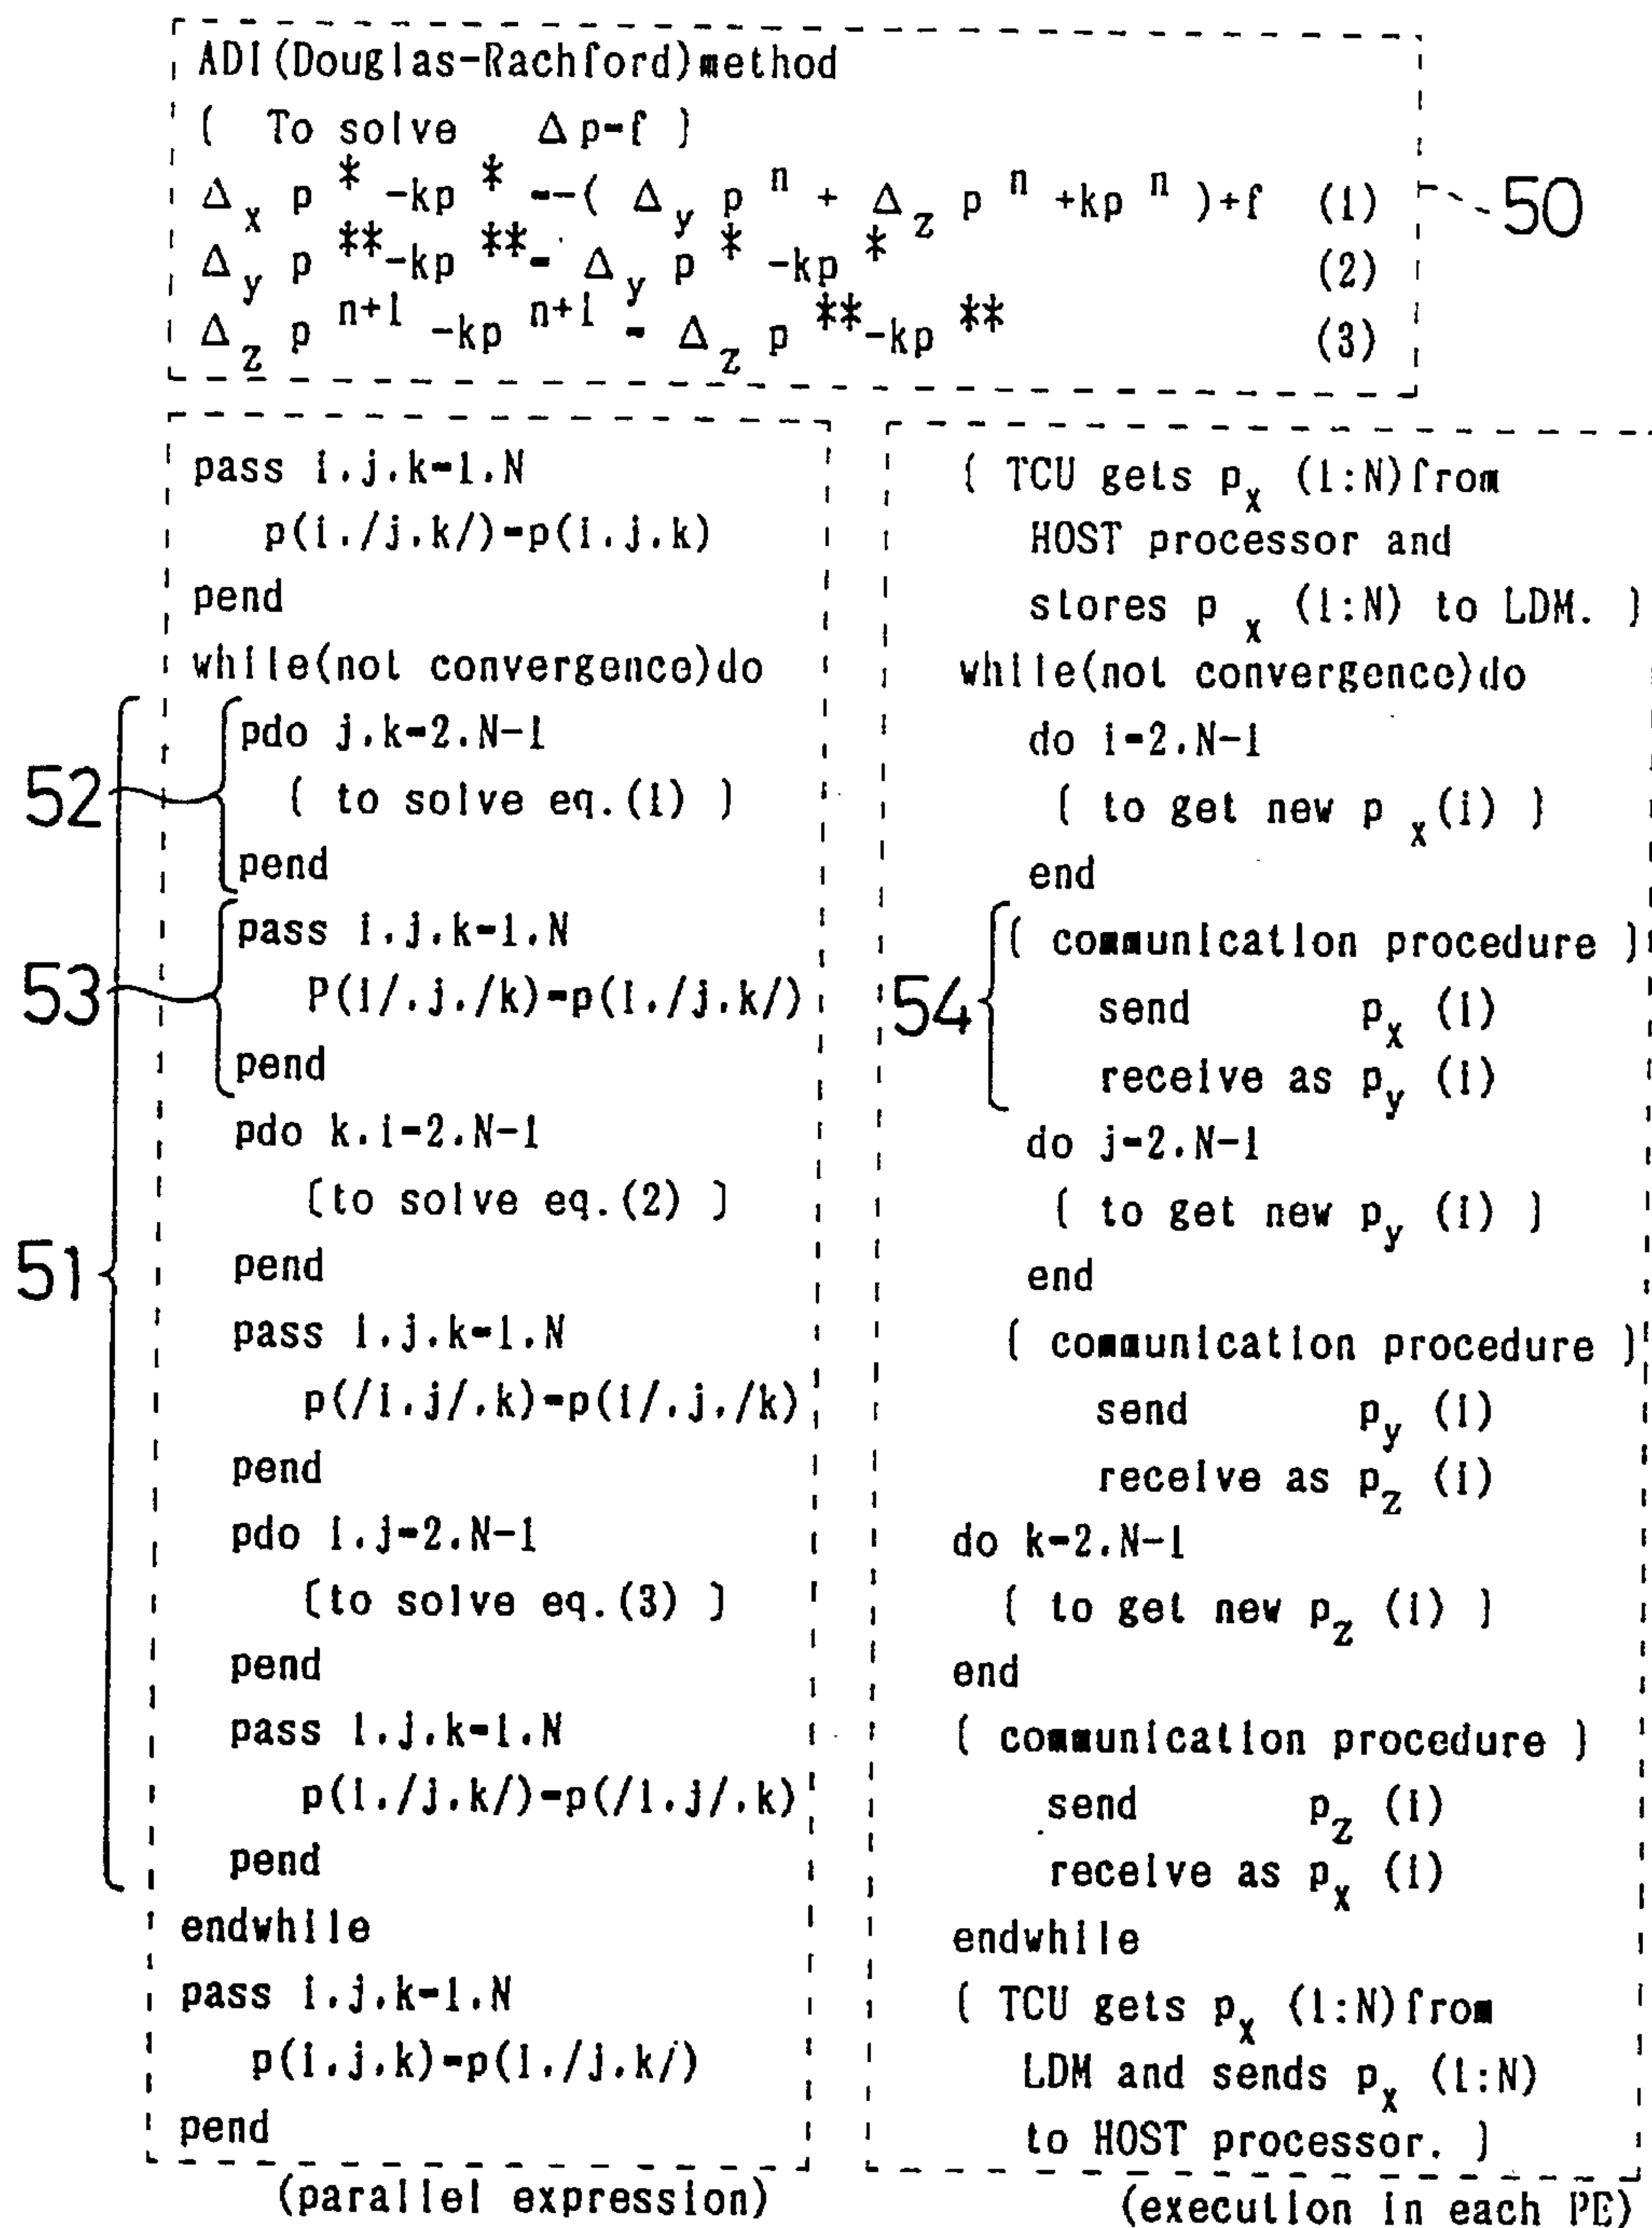 ADI(Douglas-Rachford)method
[ To solve Δp=f ]
Δx p * -kp * =-( Δy p n + Δz p n +kp n )+f (1)
50
Δy p **-kp **= Δy p * -kp * (2)
Δz p n+1 -kp n+1 = Δz p **-kp ** (3)
pass i,j,k=1,N
p(i,/j,k/)=p(i,j,k)
pend
while(not convergence)do
52
pdo j,k=2,N-1
[ to solve eq.(1) ]
pend
53
pass i,j,k=1,N
P(i/,j,/k)=p(i,/j,k/)
pend
51
pdo k,i=2,N-1
[to solve eq.(2) ]
pend
pass i,j,k=1,N
p(/i,j/,k)=p(i/,j,/k)
pend
pdo i,j=2,N-1
[to solve eq.(3) ]
pend
pass i,j,k=1,N
p(i,/j,k/)=p(/i,j/,k)
pend
endwhile
pass i,j,k=1,N
p(i,j,k)=p(i,/j,k/)
pend
(parallel expression)
[ TCU gets px (1:N)from
HOST processor and
stores p x (1:N) to LDM. ]
while(not convergence)do
do i=2,N-1
[ to get new p x(i) ]
end
54
[ communication procedure ]
send px (i)
receive as py (i)
do j=2,N-1
[ to get new py (i) ]
end
[ communication procedure ]
send py (i)
receive as pz (i)
do k=2,N-1
[ to get new pz (i) ]
end
[ communication procedure ]
send pz (i)
receive as px (i)
endwhile
[ TCU gets px (1:N)from
LDM and sends px (1:N)
to HOST processor. ]
(execution in each PE)